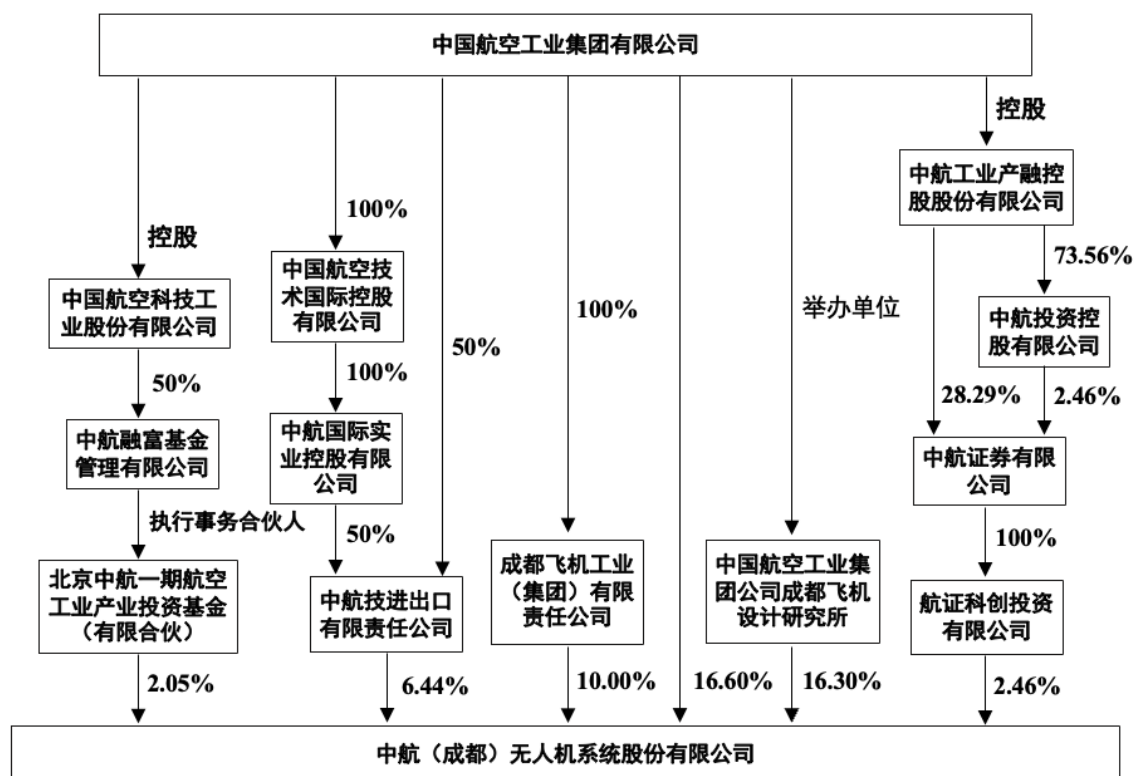 中国航空工业集团有限公司
控股
中航工业产融控
股股份有限公司
100%
控股
73.56%
中国航空科技工
业股份有限公司
中国航空技
术国际控股
有限公司
50%
100%
举办单位
中航投资控
股有限公司
50%
100%
28.29%
2.46%
中航融富基金
管理有限公司
中航国际实
业控股有限
公司
中航证券有限
公司
执行事务合伙人
50%
100%
北京中航一期航空
工业产业投资基金
（有限合伙）
中航技进出口
有限责任公司
成都飞机工业
（集团）有限
责任公司
中国航空工业集
团公司成都飞机
设计研究所
航证科创投资
有限公司
2.05%
6.44%
10.00%
16.60%
16.30%
2.46%
中航（成都）无人机系统股份有限公司